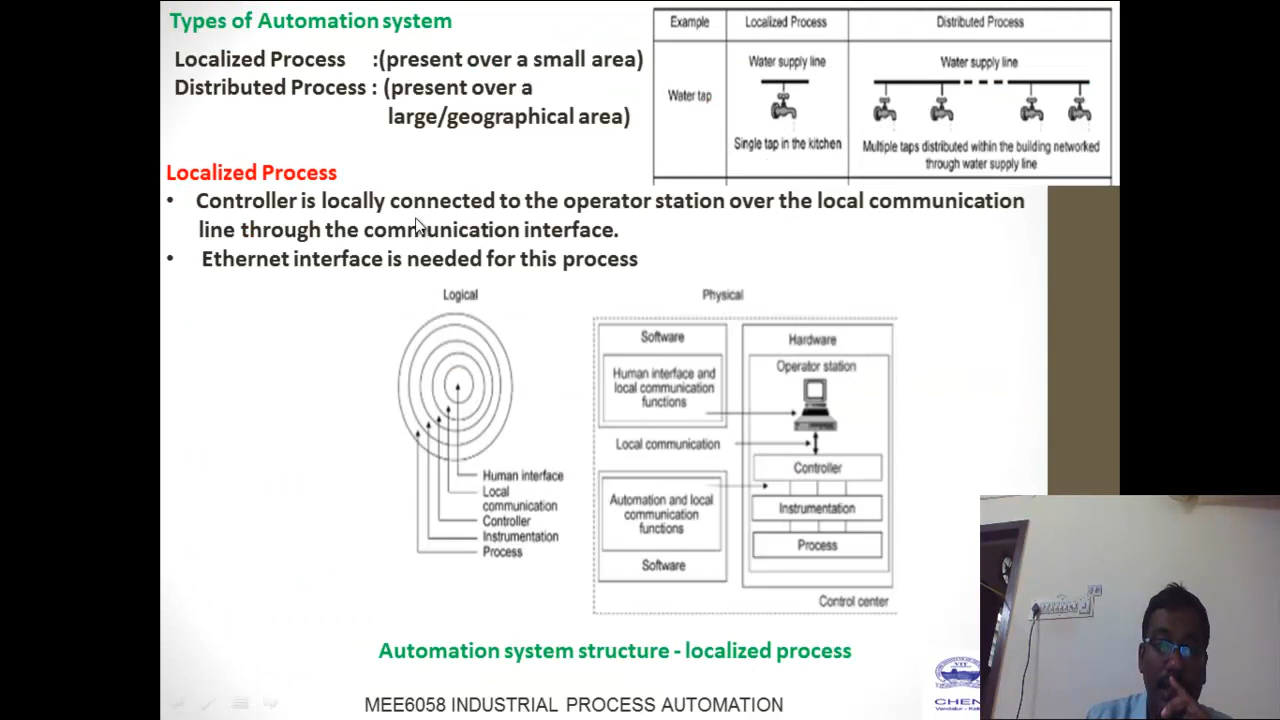 Types of Automation system
Localized Process :(present over a small area)
Distributed Process : (present over a
large/geographical area)
Example Localized Process Distributed Process
Water tap
Water supply line
Single tap in the kitchen
Water supply line
Multiple taps distributed within the building networked
through water supply line
Localized Process
• Controller is locally connected to the operator station over the local communication
line through the communication interface.
• Ethernet interface is needed for this process
Logical
Human interface
Local
communication
Controller
Instrumentation
Process
Physical
Software
Human interface and
local communication
functions
Local communication
Automation and local
communication
functions
Software
Hardware
Operator station
Controller
Instrumentation
Process
Control center
Automation system structure - localized process
MEE6058 INDUSTRIAL PROCESS AUTOMATION
VIT
CHEN